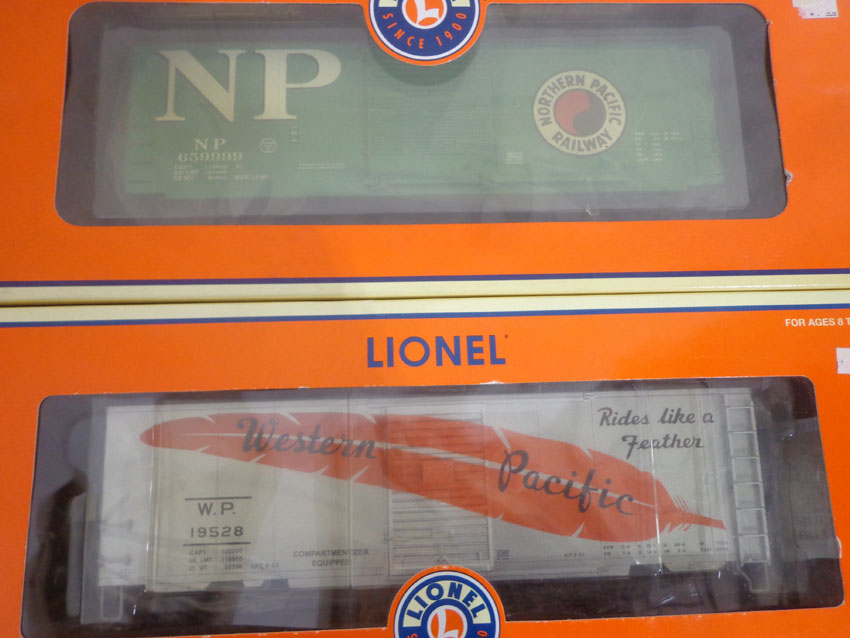 LIONEL
L
SINCE 1900
NP
NP
659999
NORTHERN PACIFIC
RAILWAY
LIONEL
FOR AGES 8 T
Western
Pacific
Rides like a
Feather
W.P.
19528
COMPARTMENTIZER
EQUIPPED
LIONEL
L